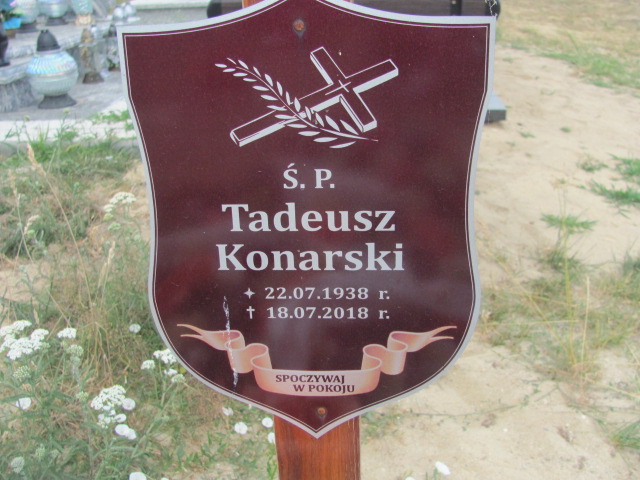 Ś. P.
Tadeusz
Konarski
✦ 22.07.1938 r.
† 18.07.2018 r.
SPOCZYWAJ
W POKOJU